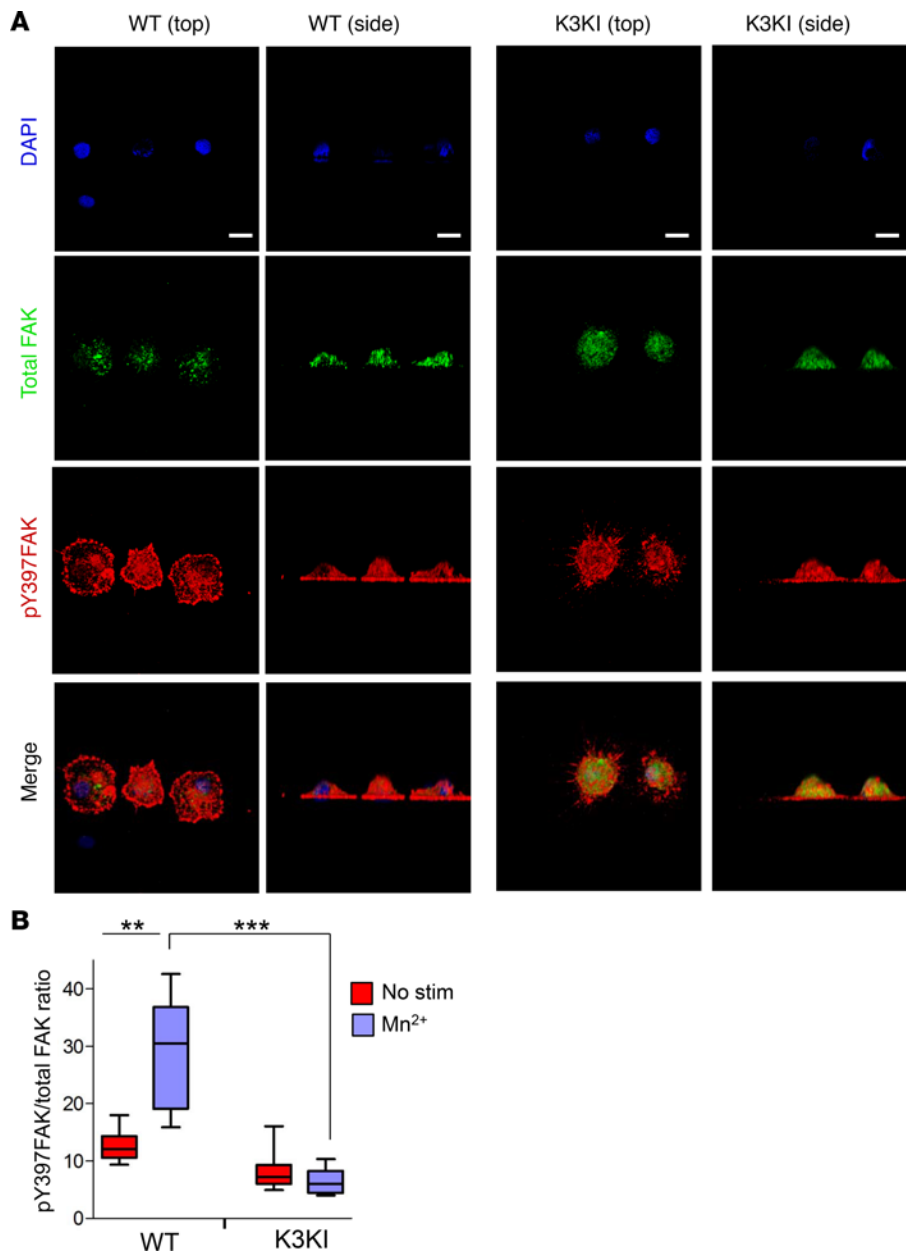 A
WT (top) WT (side) K3KI (top) K3KI (side)
DAPI
Total FAK
pY397FAK
Merge
B
** ***
pY397FAK/total FAK ratio
40
30
20
10
0
No stim
Mn²⁺
WT K3KI